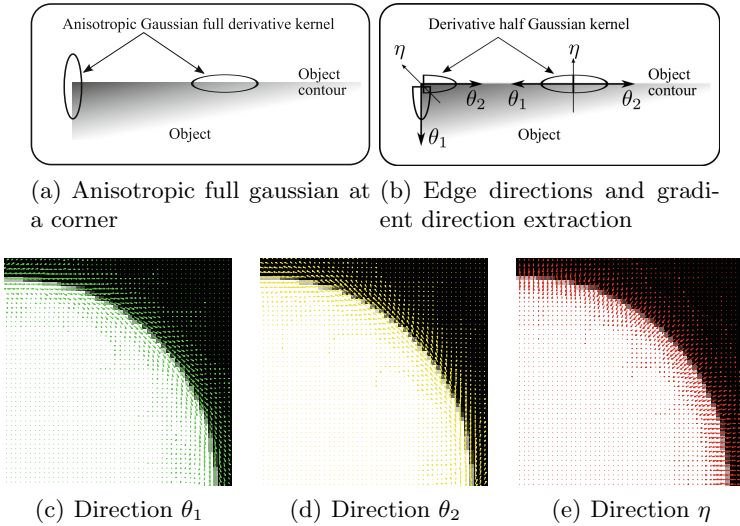 Anisotropic Gaussian full derivative kernel
Object
contour
Object
Derivative half Gaussian kernel
η
η
Object
contour
θ₂
θ₁
θ₂
Object
θ₁
(a) Anisotropic full gaussian at
a corner
(b) Edge directions and gradi-
ent direction extraction
(c) Direction θ₁
(d) Direction θ₂
(e) Direction η